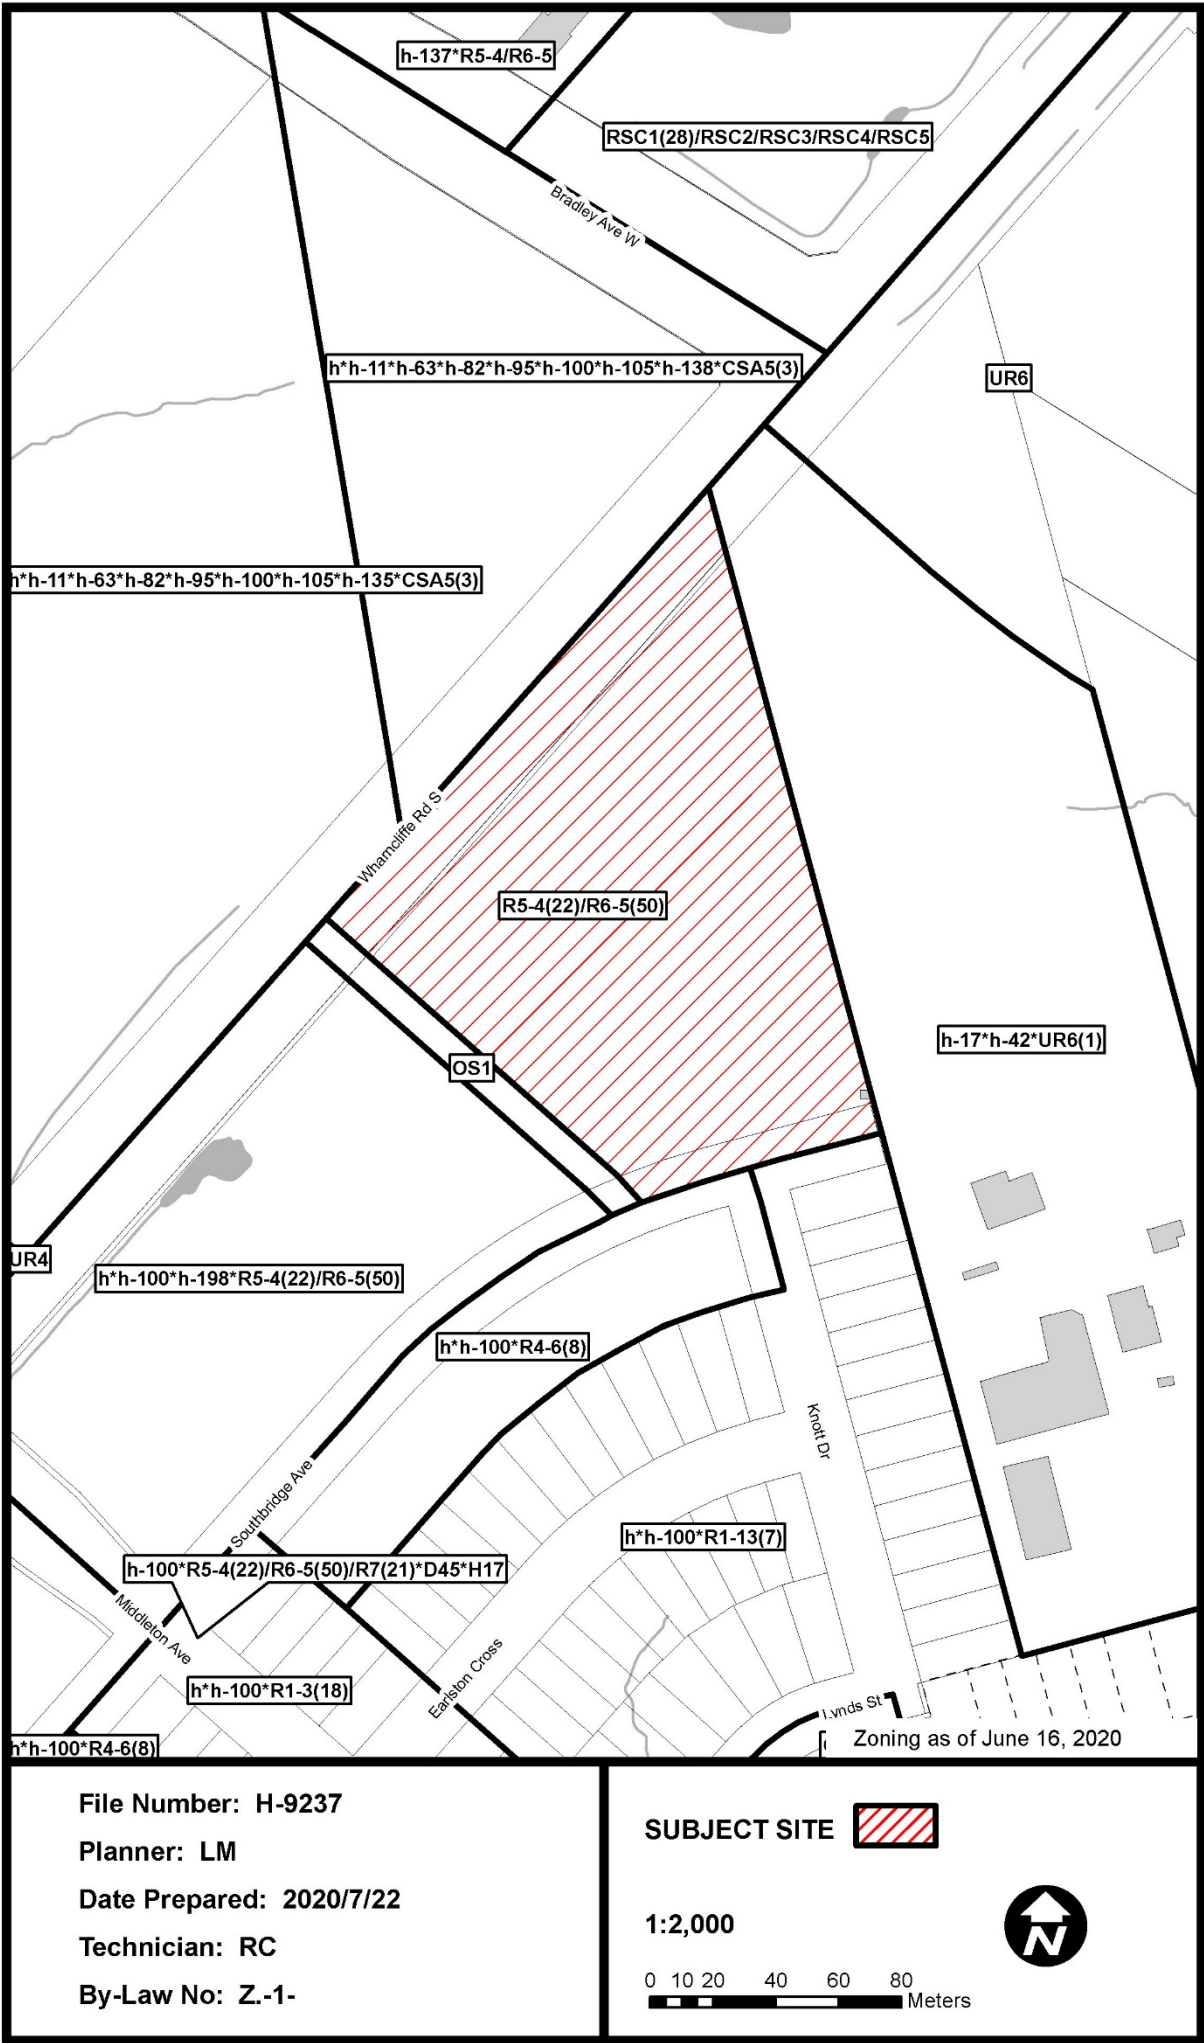 h-137*R5-4/R6-5
RSC1(28)/RSC2/RSC3/RSC4/RSC5
Bradley Ave W
h*h-11*h-63*h-82*h-95*h-100*h-105*h-138*CSA5(3)
UR6
h*h-11*h-63*h-82*h-95*h-100*h-105*h-135*CSA5(3)
Wharncliffe Rd S
R5-4(22)/R6-5(50)
h-17*h-42*UR6(1)
OS1
UR4
h*h-100*h-198*R5-4(22)/R6-5(50)
h*h-100*R4-6(8)
Knott Dr
Southbridge Ave
h*h-100*R1-13(7)
h-100*R5-4(22)/R6-5(50)/R7(21)*D45*H17
Middleton Ave
Earlston Cross
h*h-100*R1-3(18)
Lynds St
h*h-100*R4-6(8)
Zoning as of June 16, 2020
File Number: H-9237
Planner: LM
Date Prepared: 2020/7/22
Technician: RC
By-Law No: Z.-1-
SUBJECT SITE
1:2,000
N
0 10 20 40 60 80
Meters